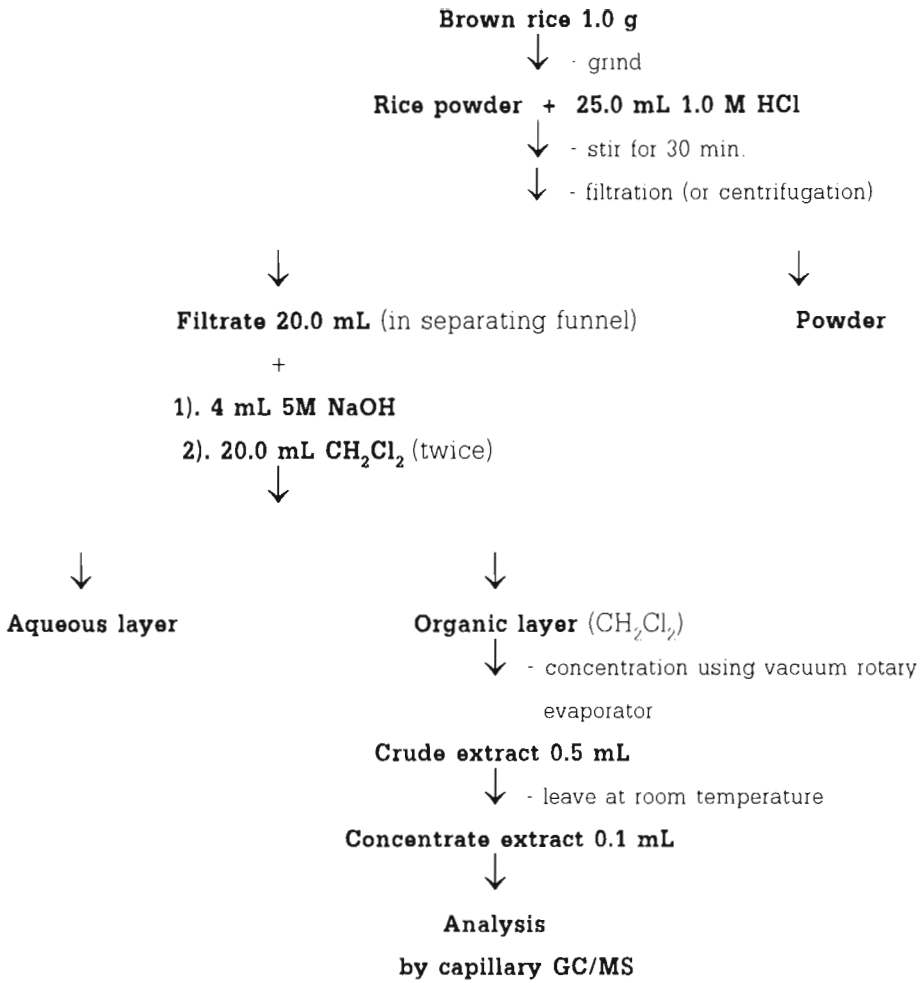 Brown rice 1.0 g
- grind
Rice powder + 25.0 mL 1.0 M HCl
- stir for 30 min.
- filtration (or centrifugation)
Filtrate 20.0 mL (in separating funnel)
Powder
+
1). 4 mL 5M NaOH
2). 20.0 mL CH₂Cl₂ (twice)
Aqueous layer
Organic layer (CH₂Cl₂)
- concentration using vacuum rotary
evaporator
Crude extract 0.5 mL
- leave at room temperature
Concentrate extract 0.1 mL
Analysis
by capillary GC/MS